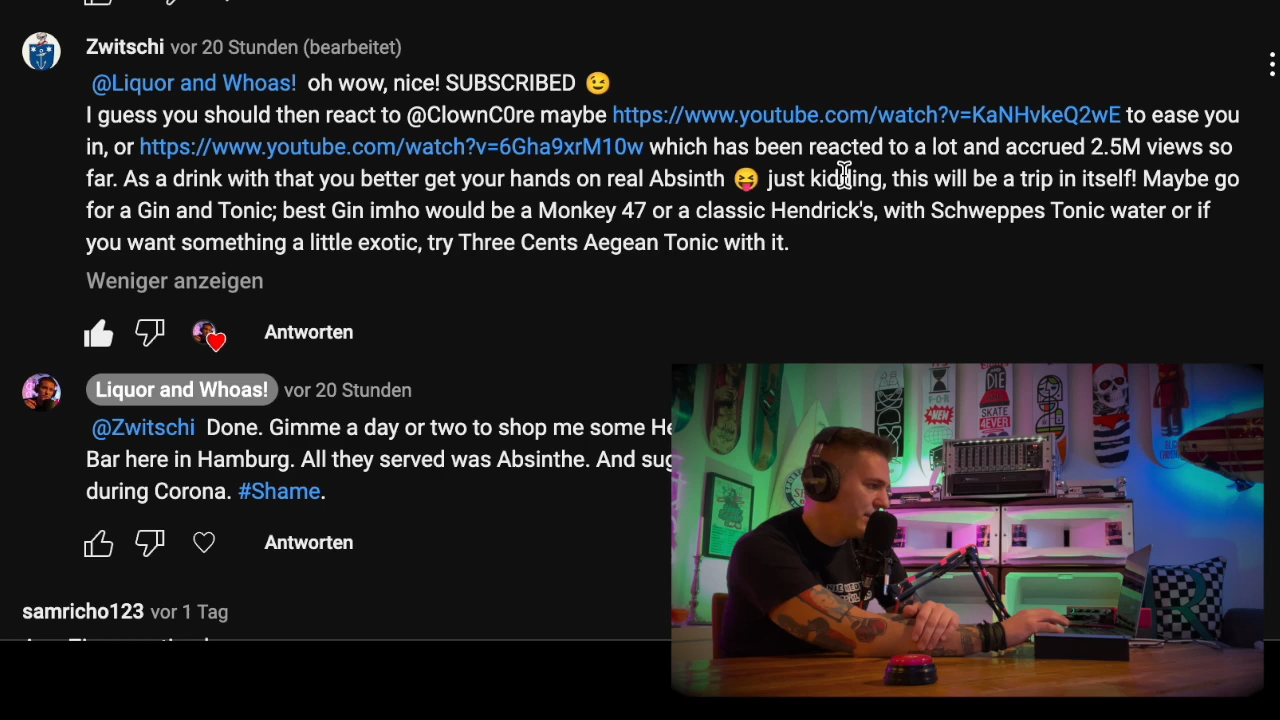 Zwitschi vor 20 Stunden (bearbeitet)
@Liquor and Whoas! oh wow, nice! SUBSCRIBED 😉
I guess you should then react to @ClownC0re maybe https://www.youtube.com/watch?v=KaNHvkeQ2wE to ease you
in, or https://www.youtube.com/watch?v=6Gha9xrM10w which has been reacted to a lot and accrued 2.5M views so
far. As a drink with that you better get your hands on real Absinth 😝 just kidding, this will be a trip in itself! Maybe go
for a Gin and Tonic; best Gin imho would be a Monkey 47 or a classic Hendrick's, with Schweppes Tonic water or if
you want something a little exotic, try Three Cents Aegean Tonic with it.
Weniger anzeigen
Antworten
Liquor and Whoas! vor 20 Stunden
@Zwitschi Done. Gimme a day or two to shop me some He
Bar here in Hamburg. All they served was Absinthe. And sug
during Corona. #Shame.
Antworten
samricho123 vor 1 Tag
DIE
SKATE
4EVER
NEW
R